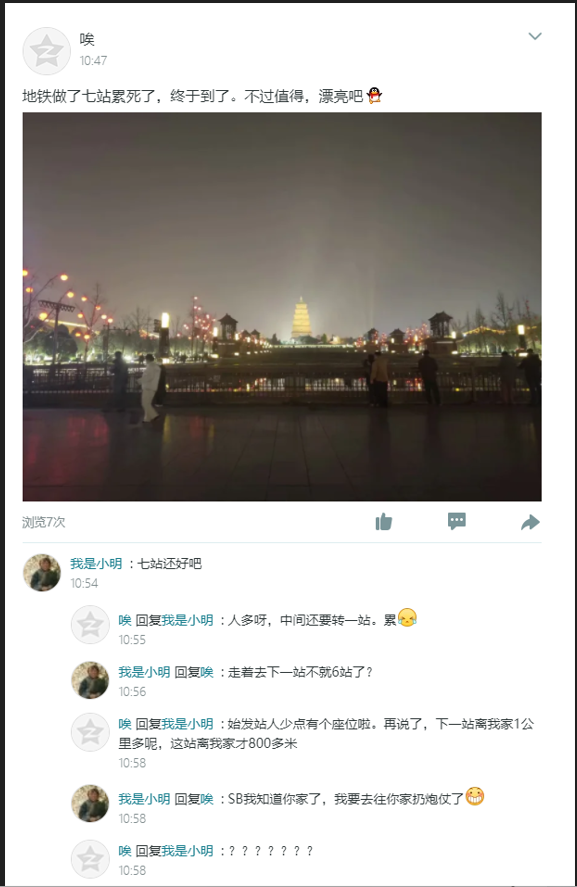 唉
10:47
地铁做了七站累死了，终于到了。不过值得，漂亮吧
浏览7次
我是小明 ：七站还好吧
10:54
唉 回复我是小明 ：人多呀，中间还要转一站。累
10:55
我是小明 回复唉 ：走着去下一站不就6站了？
10:56
唉 回复我是小明 ：始发站人少点有个座位啦。再说了，下一站离我家1公
里多呢，这站离我家才800多米
10:58
我是小明 回复唉 ：SB我知道你家了，我要去往你家扔炮仗了
10:58
唉 回复我是小明 ：？？？？？？？
10:58